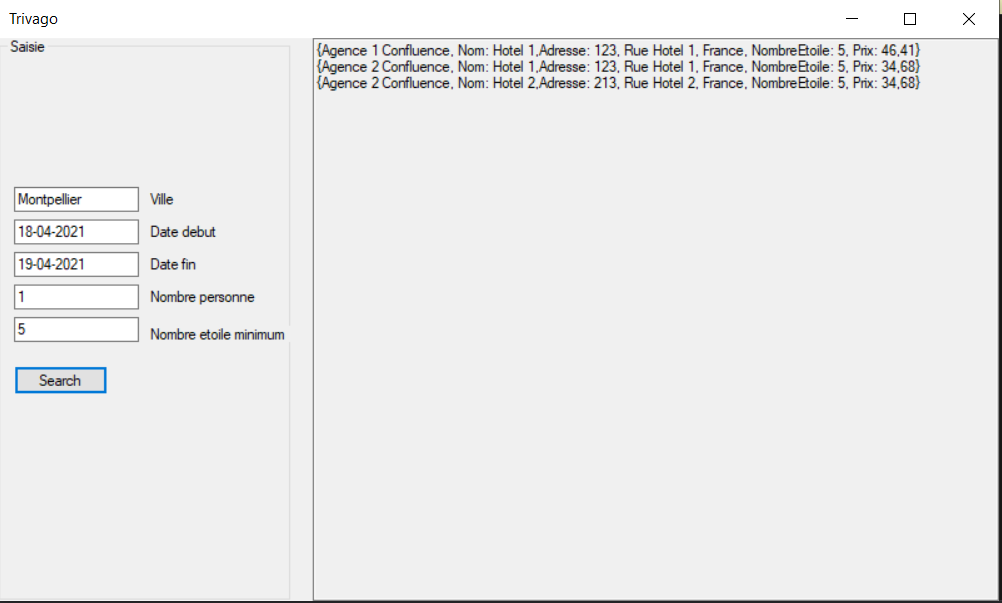 Trivago
Saisie
Montpellier Ville
18-04-2021 Date debut
19-04-2021 Date fin
1 Nombre personne
5 Nombre etoile minimum
Search
{Agence 1 Confluence, Nom: Hotel 1,Adresse: 123, Rue Hotel 1, France, NombreEtoile: 5, Prix: 46,41}
{Agence 2 Confluence, Nom: Hotel 1,Adresse: 123, Rue Hotel 1, France, NombreEtoile: 5, Prix: 34,68}
{Agence 2 Confluence, Nom: Hotel 2,Adresse: 213, Rue Hotel 2, France, NombreEtoile: 5, Prix: 34,68}